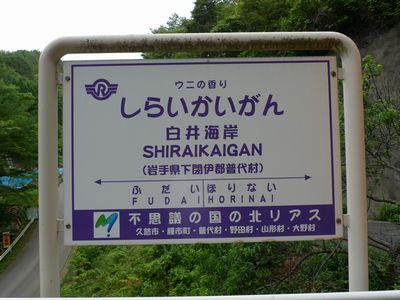 ウニの香り
しらいかいがん
白井海岸
SHIRAIKAIGAN
(岩手県下閉伊郡普代村)
ふだい ほりない
FUDAI HORINAI
不思議の国の北リアス
久慈市・種市町・普代村・野田村・山形村・大野村